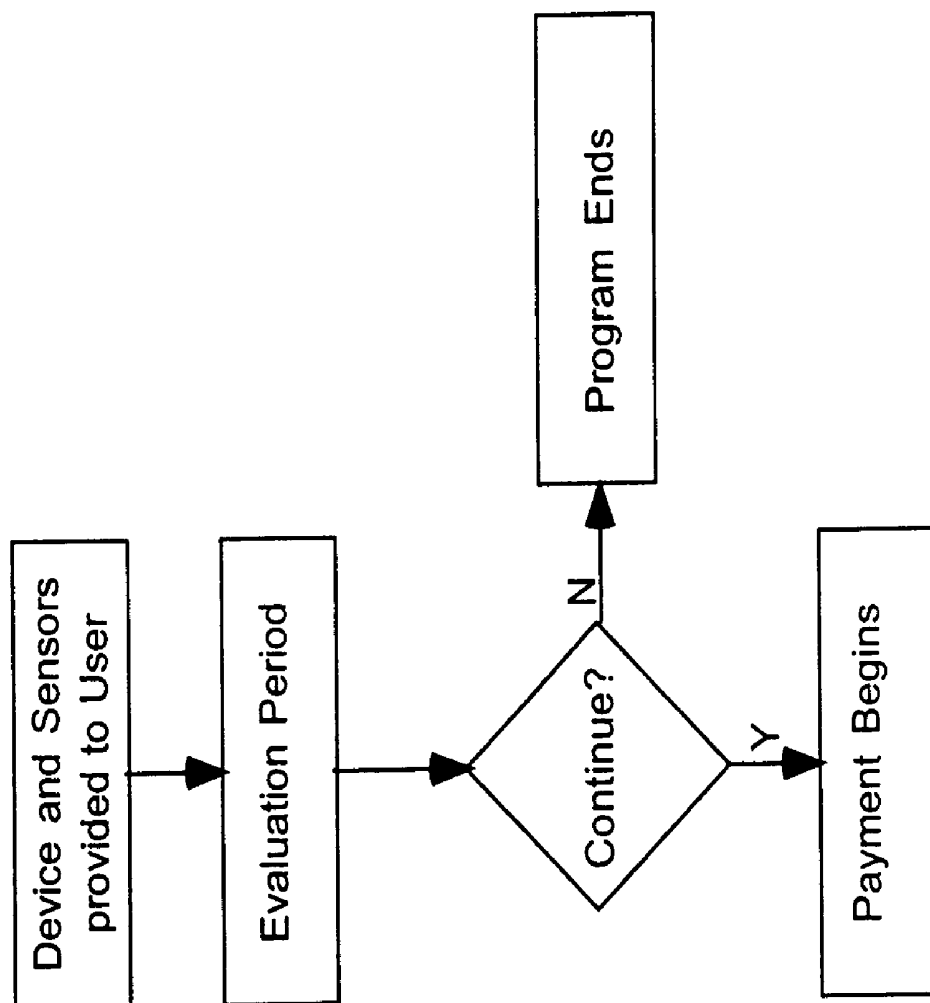 Device and Sensors
provided to User
Evaluation Period
Continue?
N
Program Ends
Y
Payment Begins